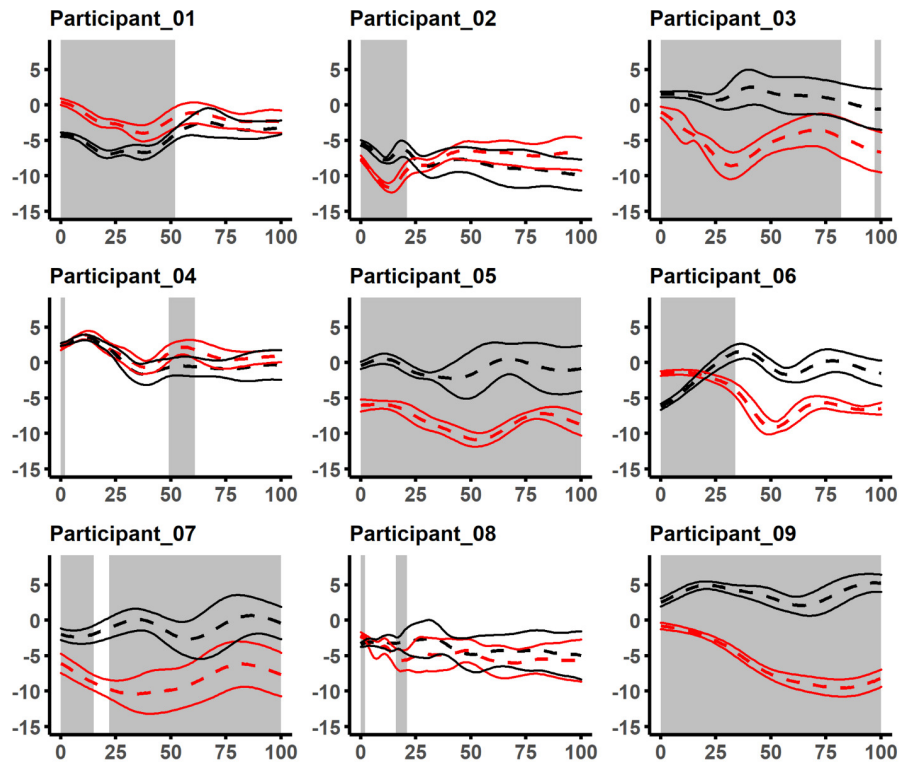 Participant_01 Participant_02 Participant_03
5 5 5
0 0 0
-5 -5 -5
-10 -10 -10
-15 -15 -15
0 25 50 75 100 0 25 50 75 100 0 25 50 75 100
Participant_04 Participant_05 Participant_06
5 5 5
0 0 0
-5 -5 -5
-10 -10 -10
-15 -15 -15
0 25 50 75 100 0 25 50 75 100 0 25 50 75 100
Participant_07 Participant_08 Participant_09
5 5 5
0 0 0
-5 -5 -5
-10 -10 -10
-15 -15 -15
0 25 50 75 100 0 25 50 75 100 0 25 50 75 100